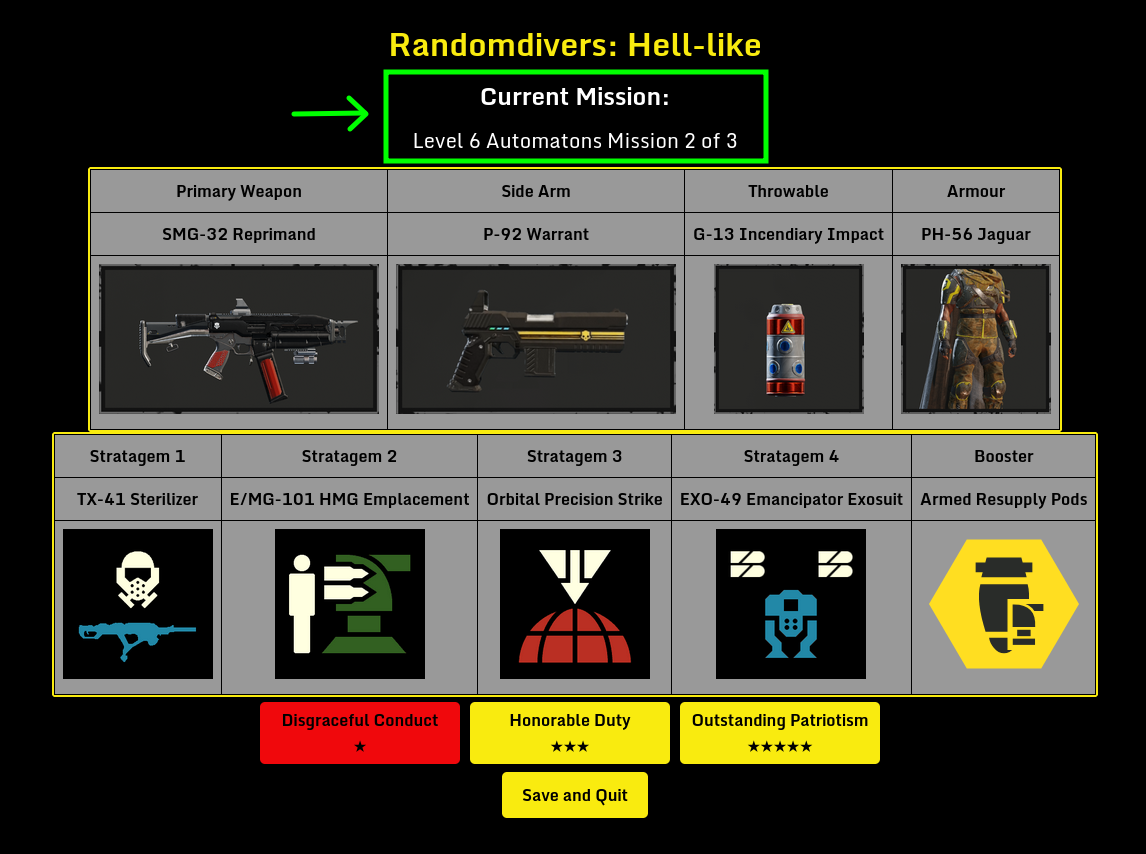 Randomdivers: Hell-like
Current Mission:
Level 6 Automatons Mission 2 of 3
Primary Weapon
Side Arm
Throwable
Armour
SMG-32 Reprimand
P-92 Warrant
G-13 Incendiary Impact
PH-56 Jaguar
Stratagem 1
Stratagem 2
Stratagem 3
Stratagem 4
Booster
TX-41 Sterilizer
E/MG-101 HMG Emplacement
Orbital Precision Strike
EXO-49 Emancipator Exosuit
Armed Resupply Pods
Disgraceful Conduct
★
Honorable Duty
★★★
Outstanding Patriotism
★★★★★
Save and Quit